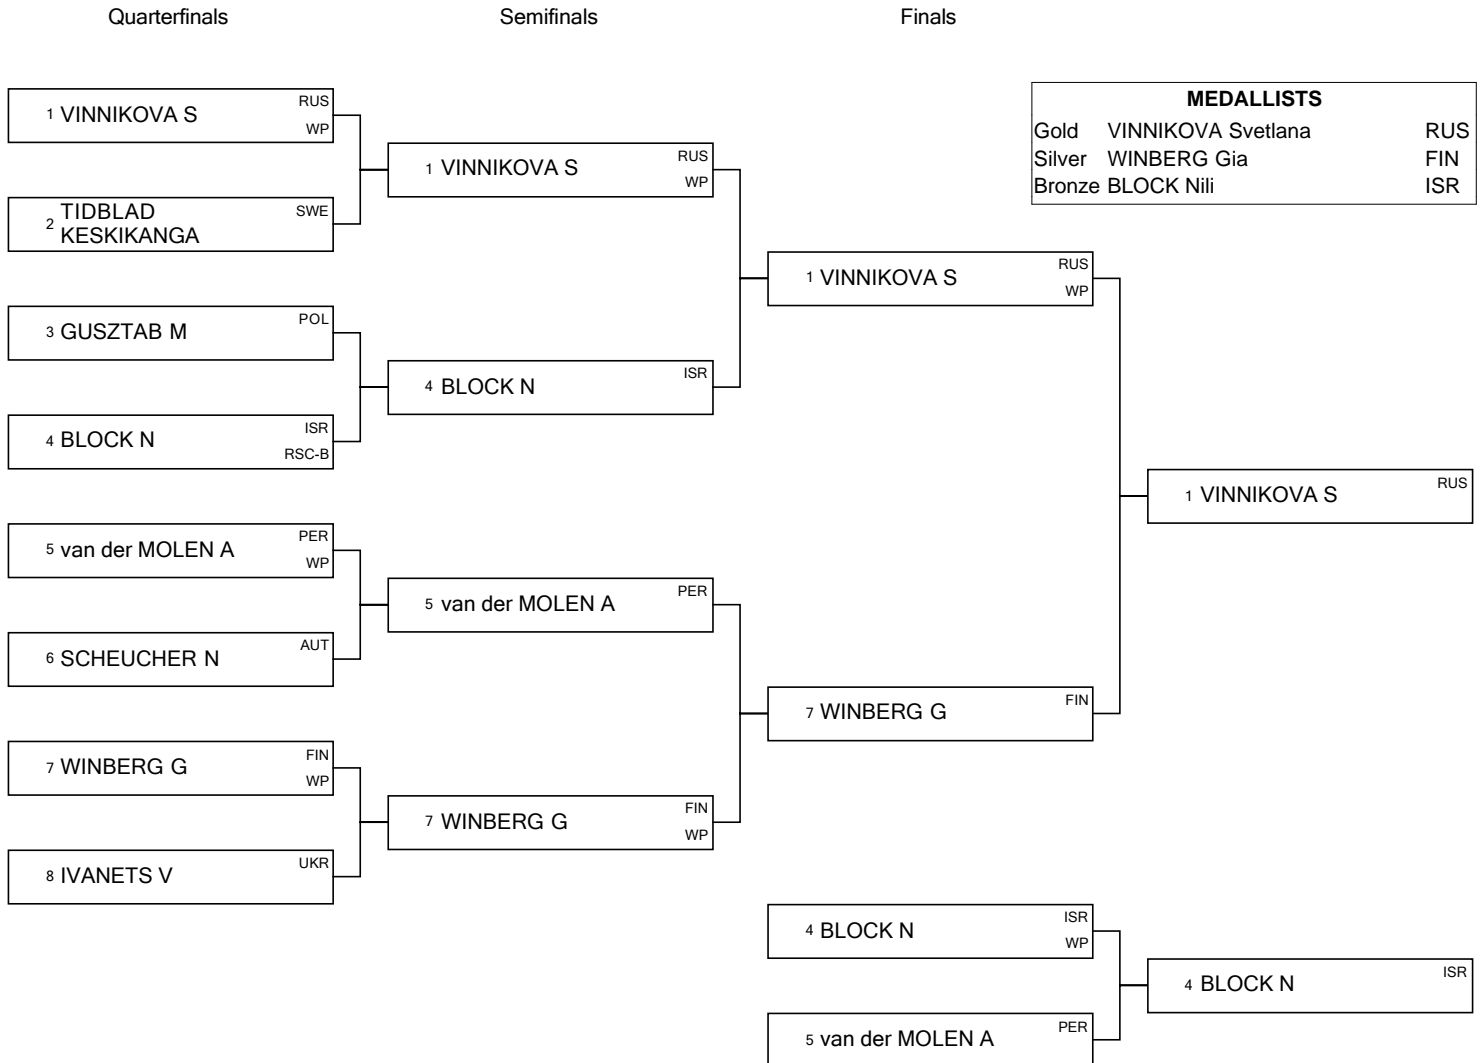 Quarterfinals Semifinals Finals
MEDALLISTS
Gold VINNIKOVA Svetlana RUS
Silver WINBERG Gia FIN
Bronze BLOCK Nili ISR
1 VINNIKOVA S RUS
WP
2 TIDBLAD
KESKIKANGA SWE
3 GUSZTAB M POL
4 BLOCK N ISR
RSC-B
5 van der MOLEN A PER
WP
6 SCHEUCHER N AUT
7 WINBERG G FIN
WP
8 IVANETS V UKR
1 VINNIKOVA S RUS
WP
4 BLOCK N ISR
5 van der MOLEN A PER
7 WINBERG G FIN
WP
1 VINNIKOVA S RUS
WP
7 WINBERG G FIN
1 VINNIKOVA S RUS
4 BLOCK N ISR
WP
5 van der MOLEN A PER
4 BLOCK N ISR